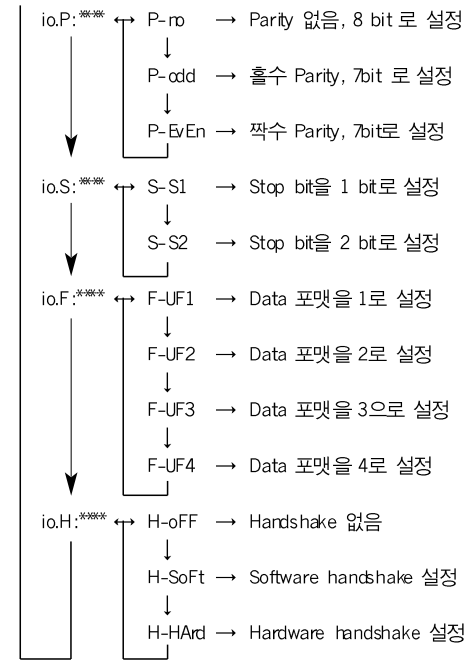 io.P:**** ↔ P-no → Parity 없음, 8 bit 로 설정
↓
P-odd → 홀수 Parity, 7bit 로 설정
↓
P-EvEn → 짝수 Parity, 7bit로 설정
io.S:**** ↔ S-S1 → Stop bit을 1 bit로 설정
↓
S-S2 → Stop bit을 2 bit로 설정
io.F:**** ↔ F-UF1 → Data 포맷을 1로 설정
↓
F-UF2 → Data 포맷을 2로 설정
↓
F-UF3 → Data 포맷을 3으로 설정
↓
F-UF4 → Data 포맷을 4로 설정
io.H:**** ↔ H-oFF → Handshake 없음
↓
H-SoFt → Software handshake 설정
↓
H-HArd → Hardware handshake 설정